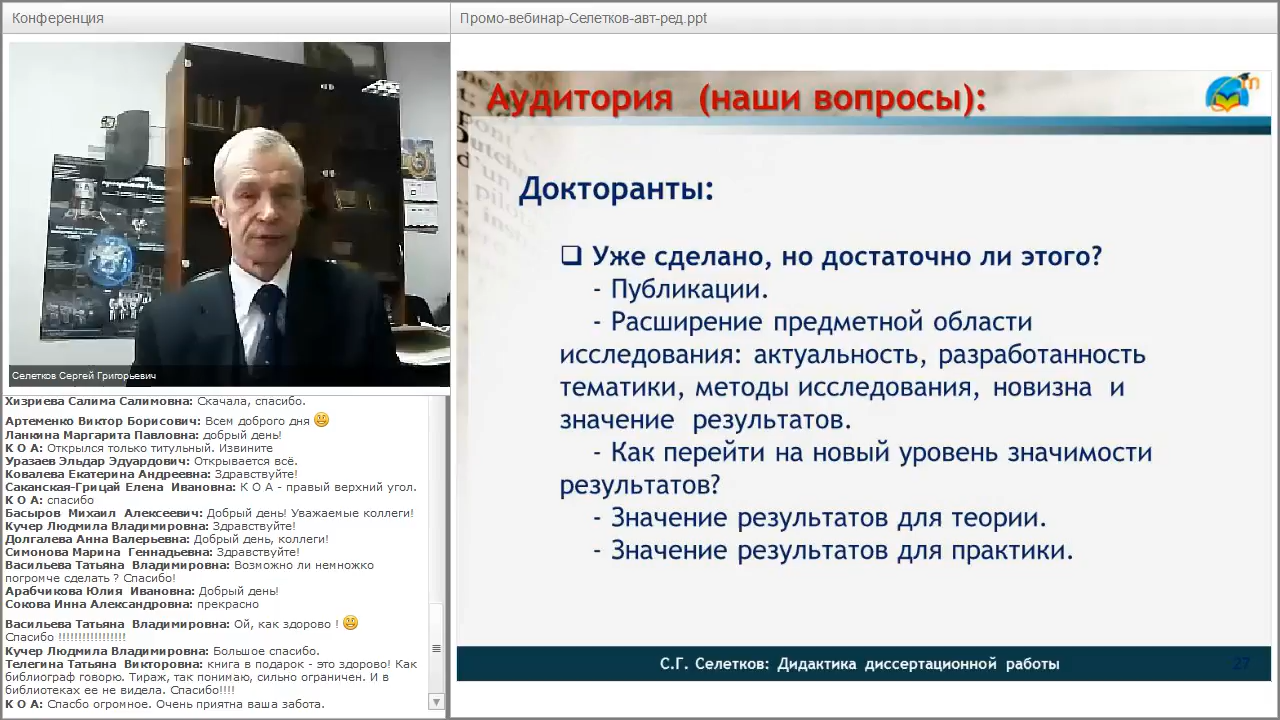 Конференция
Промо-вебинар-Селетков-авт-ред.ppt
Селетков Сергей Григорьевич
Хизриева Салима Салимовна: Скачала, спасибо.
Артеменко Виктор Борисович: Всем доброго дня
Ланкина Маргарита Павловна: добрый день!
К О А: Открылся только титульный. Извините
Уразаев Эльдар Эдуардович: Открывается всё.
Ковалева Екатерина Андреевна: Здравствуйте!
Саканская-Грицай Елена Ивановна: К О А - правый верхний угол.
К О А: спасибо
Басыров Михаил Алексеевич: Добрый день! Уважаемые коллеги!
Кучер Людмила Владимировна: Здравствуйте!
Долгалева Анна Валерьевна: Добрый день, коллеги!
Симонова Марина Геннадьевна: Здравствуйте!
Васильева Татьяна Владимировна: Возможно ли немножко
погромче сделать ? Спасибо!
Арабчикова Юлия Ивановна: Добрый день!
Сокова Инна Александровна: прекрасно
Васильева Татьяна Владимировна: Ой, как здорово !
Спасибо !!!!!!!!!!!!!!!!!
Кучер Людмила Владимировна: Большое спасибо.
Телегина Татьяна Викторовна: книга в подарок - это здорово! Как
библиограф говорю. Тираж, так понимаю, сильно ограничен. И в
библиотеках ее не видела. Спасибо!!!!
К О А: Спасбо огромное. Очень приятна ваша забота.
Аудитория (наши вопросы):
Докторанты:
Уже сделано, но достаточно ли этого?
- Публикации.
- Расширение предметной области
исследования: актуальность, разработанность
тематики, методы исследования, новизна и
значение результатов.
- Как перейти на новый уровень значимости
результатов?
- Значение результатов для теории.
- Значение результатов для практики.
С.Г. Селетков: Дидактика диссертационной работы
27